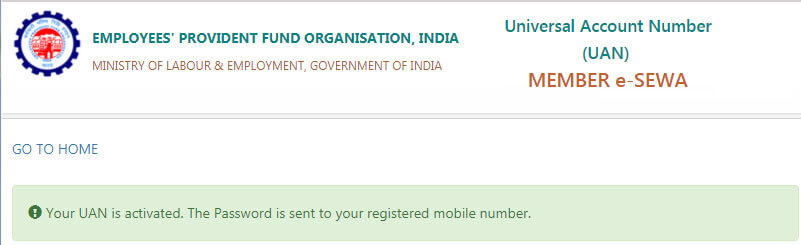 EMPLOYEES' PROVIDENT FUND ORGANISATION, INDIA
MINISTRY OF LABOUR & EMPLOYMENT, GOVERNMENT OF INDIA
Universal Account Number
(UAN)
MEMBER e-SEWA
GO TO HOME
Your UAN is activated. The Password is sent to your registered mobile number.